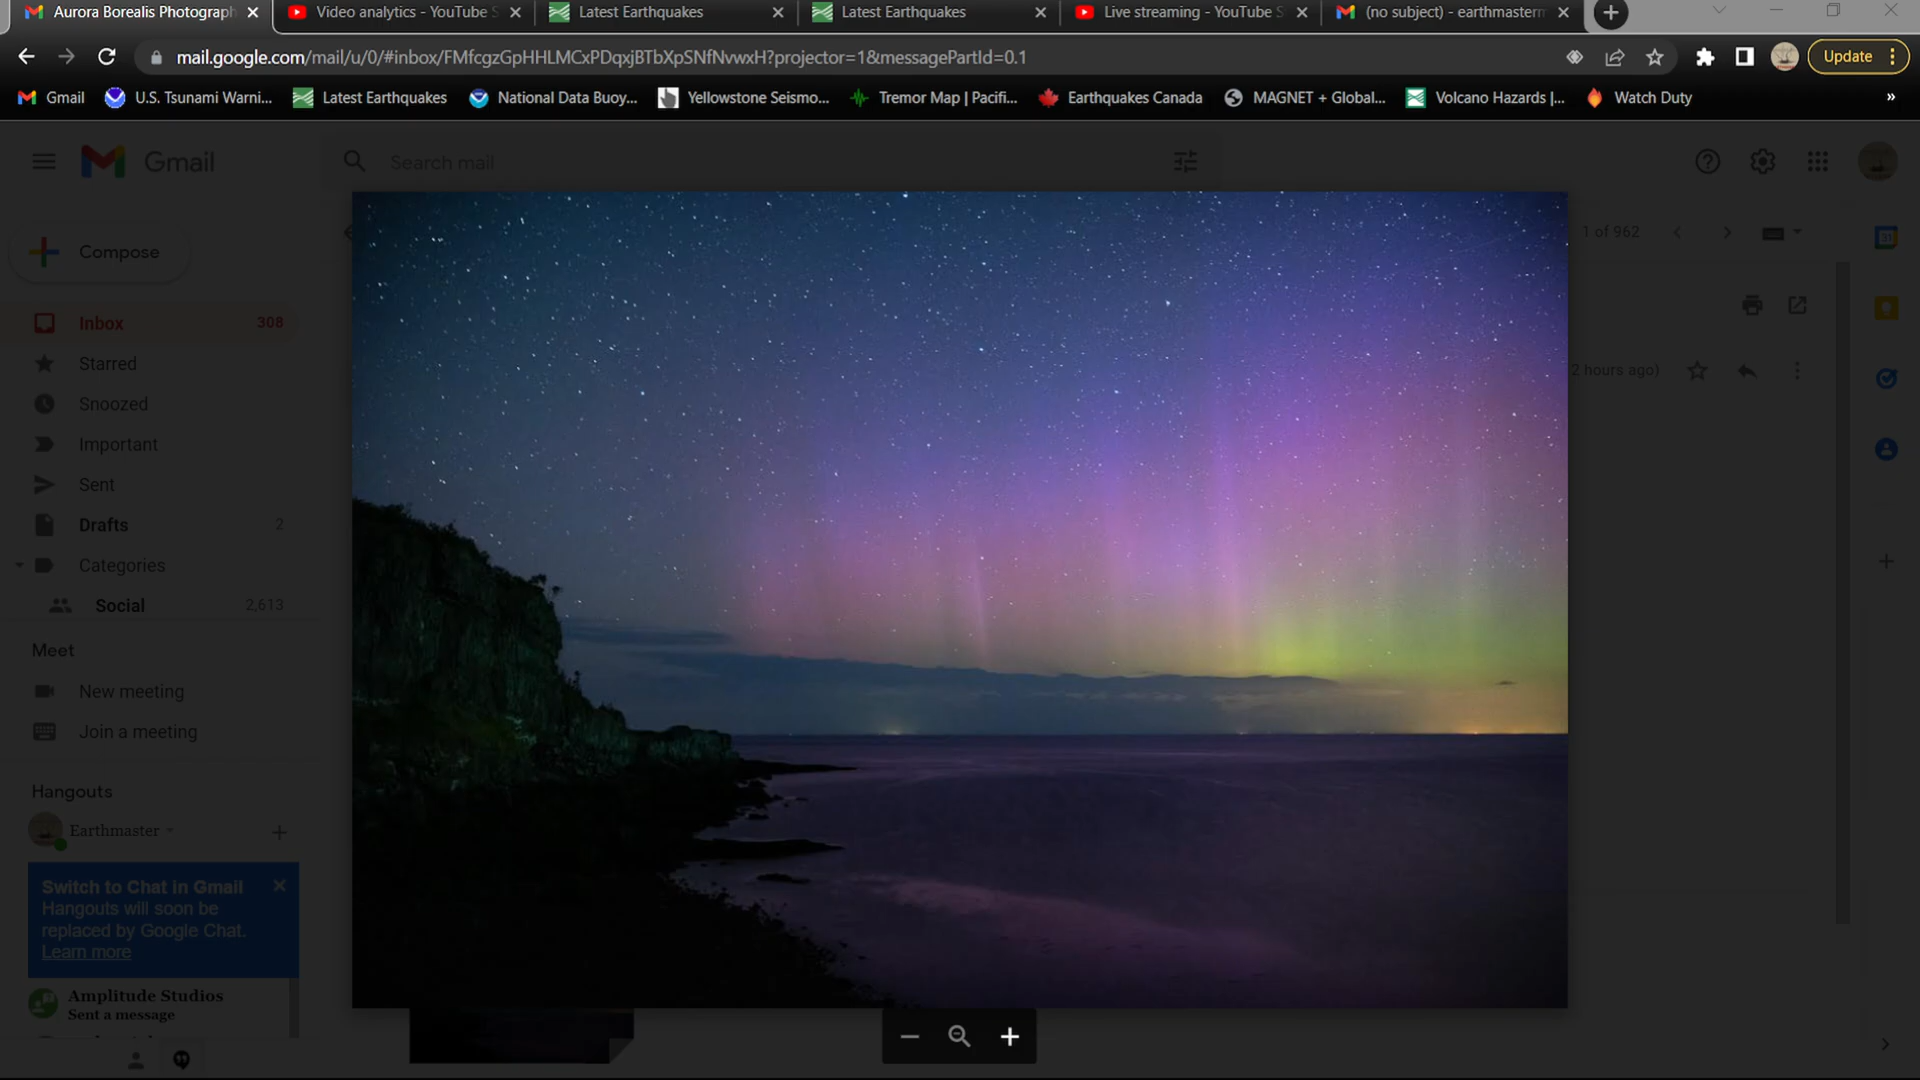 Aurora Borealis Photograph
Video analytics - YouTube S
Latest Earthquakes
Latest Earthquakes
Live streaming - YouTube S
(no subject) - earthmaster
mail.google.com/mail/u/0/#inbox/FMfcgzGpHHLMCxPDqxjBTbXpSNfNvwxH?projector=1&messagePartId=0.1
Update
Gmail
U.S. Tsunami Warni...
Latest Earthquakes
National Data Buoy...
Yellowstone Seismo...
Tremor Map | Pacifi...
Earthquakes Canada
MAGNET + Global...
Volcano Hazards |...
Watch Duty
»
Gmail
Search mail
Compose
1 of 962
Inbox 308
Starred
2 hours ago)
Snoozed
Important
Sent
Drafts 2
Categories
Social 2,613
Meet
New meeting
Join a meeting
Hangouts
Earthmaster
Switch to Chat in Gmail
Hangouts will soon be
replaced by Google Chat.
Learn more
Amplitude Studios
Sent a message